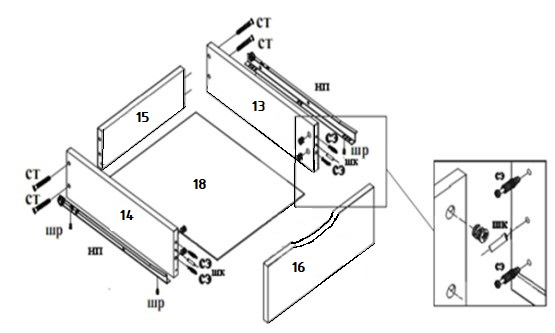 ст
ст
нп
13
15
сэ
шк
шр
сэ
18
ст
ст
14
шр
нп
сэ
шк
сэ
шр
16
сэ
шк
сэ